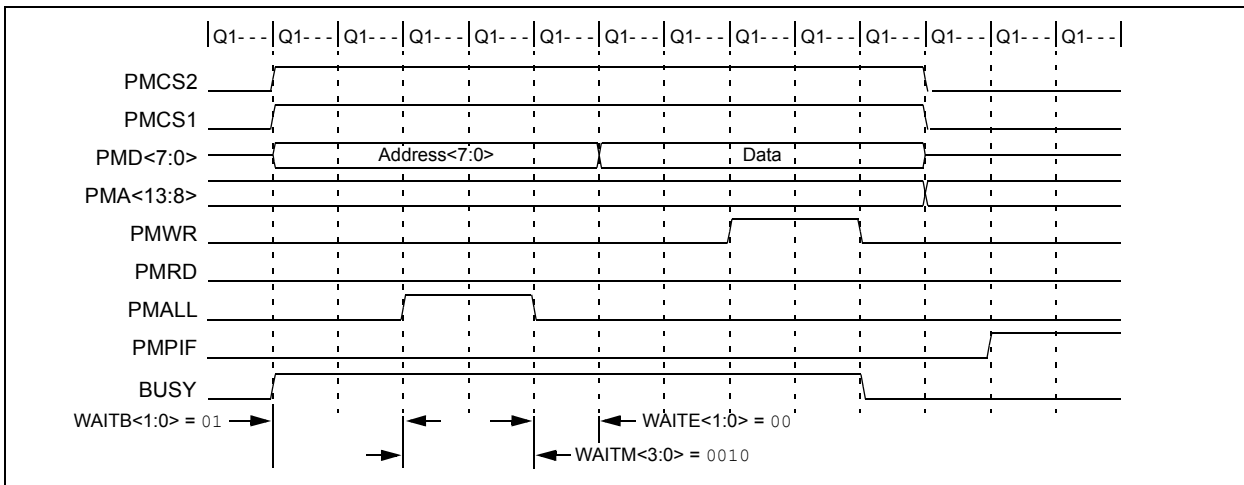 Q1- - - Q1- - - Q1- - - Q1- - - Q1- - - Q1- - - Q1- - - Q1- - - Q1- - - Q1- - - Q1- - - Q1- - - Q1- - - Q1- - -
PMCS2
PMCS1
PMD<7:0> Address<7:0> Data
PMA<13:8>
PMWR
PMRD
PMALL
PMPIF
BUSY
WAITB<1:0> = 01 WAITE<1:0> = 00
WAITM<3:0> = 0010